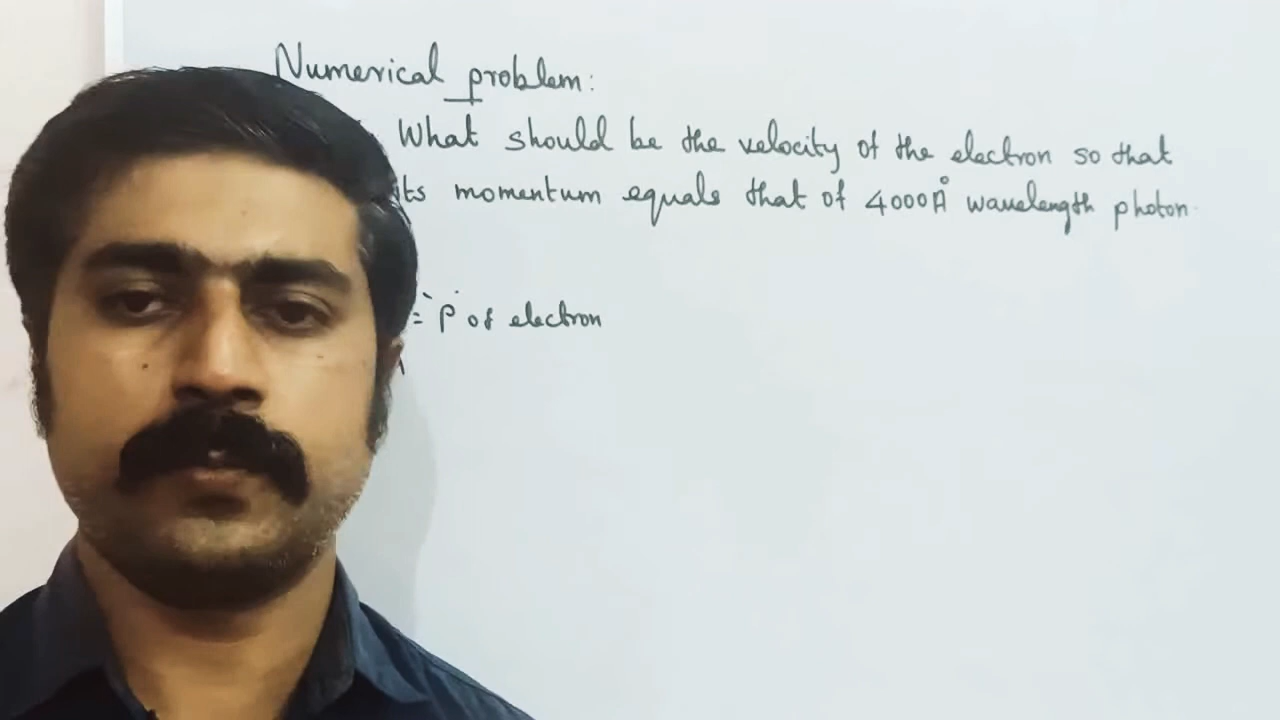 Numerical problem:
What should be the velocity of the electron so that
its momentum equals that of 4000Å wavelength photon.
= p of electron